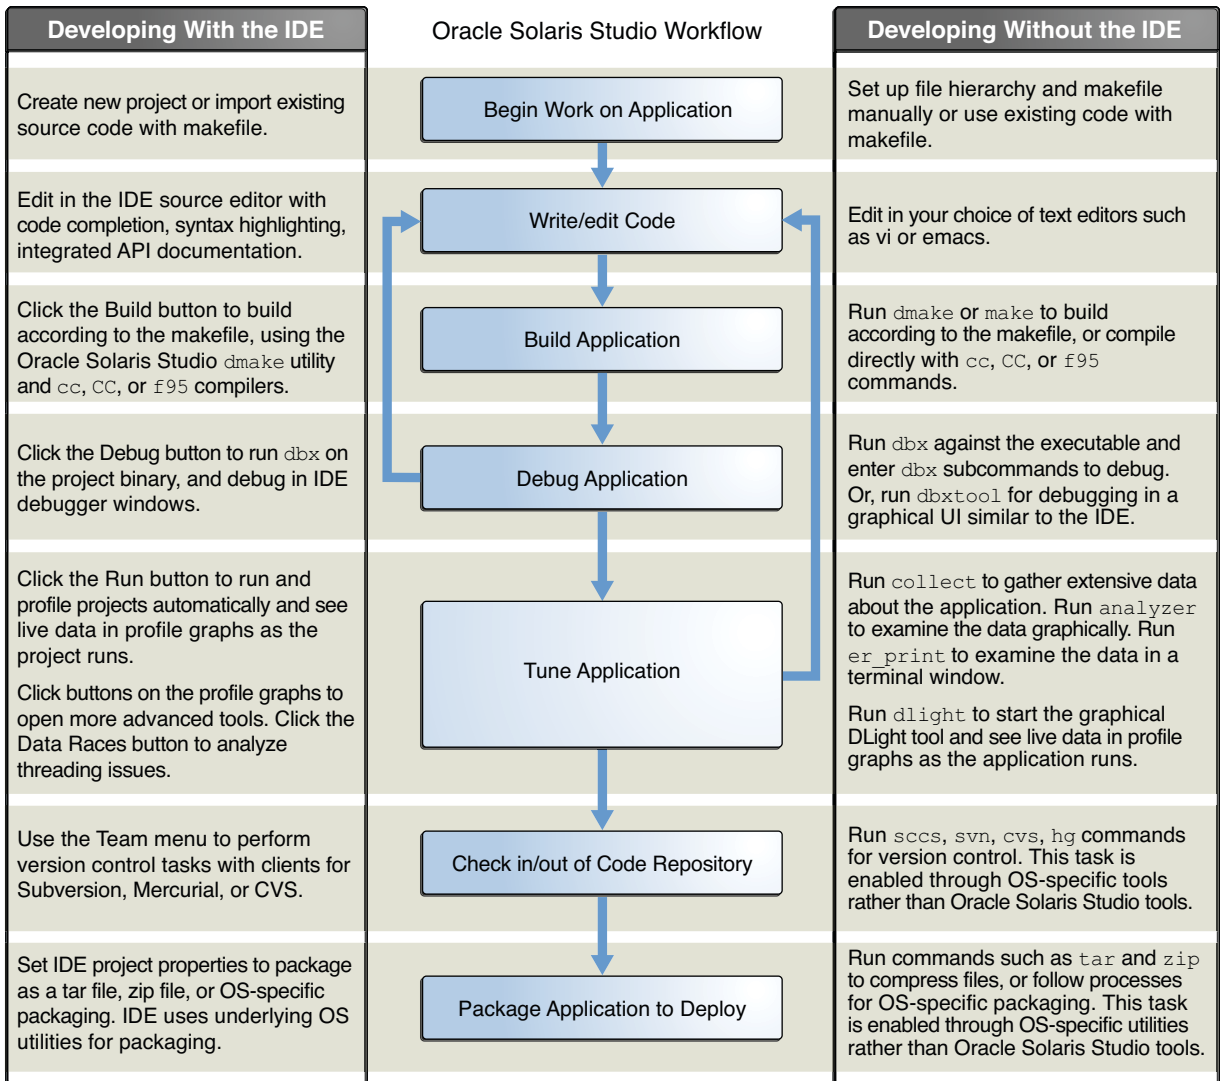 Developing With the IDE
Oracle Solaris Studio Workflow
Developing Without the IDE
Create new project or import existing
source code with makefile.
Begin Work on Application
Set up file hierarchy and makefile
manually or use existing code with
makefile.
Edit in the IDE source editor with
code completion, syntax highlighting,
integrated API documentation.
Write/edit Code
Edit in your choice of text editors such
as vi or emacs.
Click the Build button to build
according to the makefile, using the
Oracle Solaris Studio dmake utility
and cc, CC, or f95 compilers.
Build Application
Run dmake or make to build
according to the makefile, or compile
directly with cc, CC, or f95
commands.
Click the Debug button to run dbx on
the project binary, and debug in IDE
debugger windows.
Debug Application
Run dbx against the executable and
enter dbx subcommands to debug.
Or, run dbxtool for debugging in a
graphical UI similar to the IDE.
Click the Run button to run and
profile projects automatically and see
live data in profile graphs as the
project runs.
Click buttons on the profile graphs to
open more advanced tools. Click the
Data Races button to analyze
threading issues.
Tune Application
Run collect to gather extensive data
about the application. Run analyzer
to examine the data graphically. Run
er_print to examine the data in a
terminal window.
Run dlight to start the graphical
DLight tool and see live data in profile
graphs as the application runs.
Use the Team menu to perform
version control tasks with clients for
Subversion, Mercurial, or CVS.
Check in/out of Code Repository
Run sccs, svn, cvs, hg commands
for version control. This task is
enabled through OS-specific tools
rather than Oracle Solaris Studio tools.
Set IDE project properties to package
as a tar file, zip file, or OS-specific
packaging. IDE uses underlying OS
utilities for packaging.
Package Application to Deploy
Run commands such as tar and zip
to compress files, or follow processes
for OS-specific packaging. This task
is enabled through OS-specific utilities
rather than Oracle Solaris Studio tools.